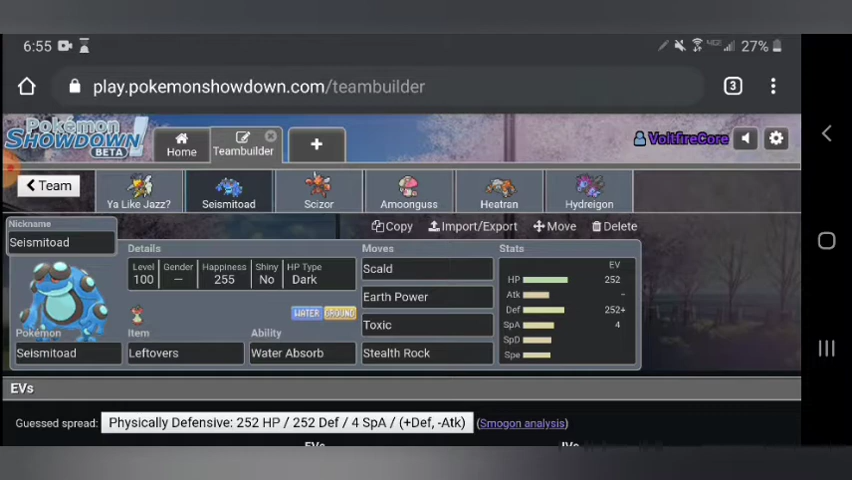 6:55 27%
play.pokemonshowdown.com/teambuilder 3
Pokémon
SHOWDOWN!
BETA
Home Teambuilder + VoltfireCore
Team Ya Like Jazz? Seismitoad Scizor Amoonguss Heatran Hydreigon
Copy Import/Export Move Delete
Nickname
Seismitoad
Details
Level Gender Happiness Shiny HP Type
100 — 255 No Dark
WATER GROUND
Pokémon Item Ability
Seismitoad Leftovers Water Absorb
Moves
Scald
Earth Power
Toxic
Stealth Rock
Stats
EV
HP 252
Atk -
Def 252+
SpA 4
SpD
Spe
EVs
Guessed spread: Physically Defensive: 252 HP / 252 Def / 4 SpA / (+Def, -Atk) (Smogon analysis)
EVs